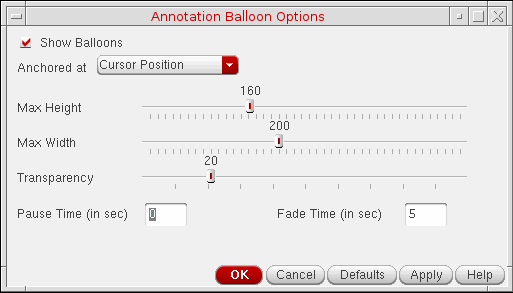 Annotation Balloon Options
Show Balloons
Anchored at Cursor Position
160
Max Height
200
Max Width
20
Transparency
Pause Time (in sec) 0 Fade Time (in sec) 5
OK Cancel Defaults Apply Help